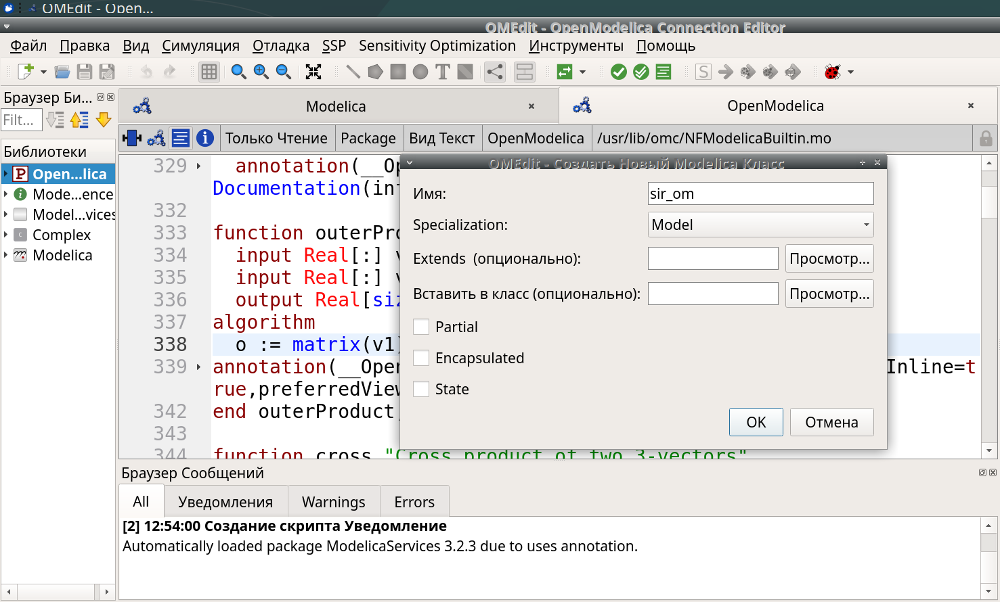 OMEdit - Open...
OMEdit - OpenModelica Connection Editor
Файл Правка Вид Симуляция Отладка SSP Sensitivity Optimization Инструменты Помощь
T S
Браузер Би...
Modelica
OpenModelica
Filt...
Только Чтение Package Вид Текст OpenModelica /usr/lib/omc/NFModelicaBuiltin.mo
Библиотеки
Open...lica
Mode...ence
Model...vices
Complex
Modelica
329 annotation(__Op
Documentation(in
332
333 function outerPro
334 input Real[:] v
335 input Real[:] v
336 output Real[siz
337 algorithm
338 o := matrix(v1)
339 annotation(__Open Inline=t
rue,preferredView
342 end outerProduct;
343
344 function cross "Cross product of two 3-vectors"
OMEdit - Создать Новый Modelica Класс
Имя: sir_om
Specialization: Model
Extends (опционально): Просмотр...
Вставить в класс (опционально): Просмотр...
Partial
Encapsulated
State
OK Отмена
Браузер Сообщений
All Уведомления Warnings Errors
[2] 12:54:00 Создание скрипта Уведомление
Automatically loaded package ModelicaServices 3.2.3 due to uses annotation.